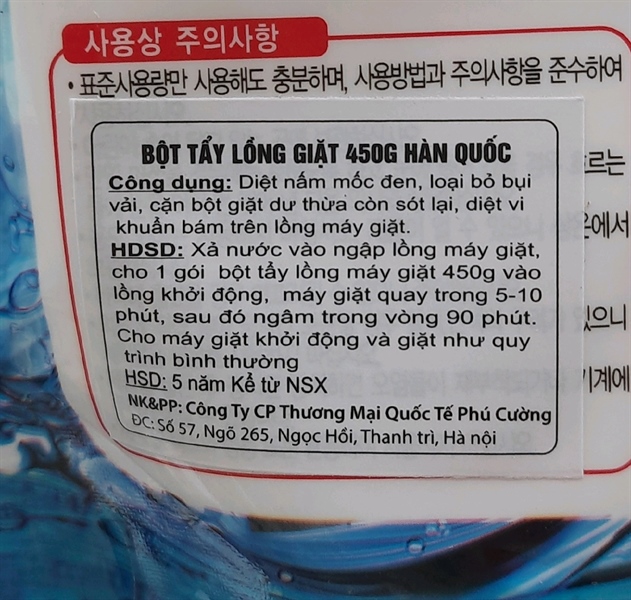 사용상 주의사항
• 표준사용량만 사용해도 충분하며, 사용방법과 주의사항을 준수하여
BỘT TẨY LỒNG GIẶT 450G HÀN QUỐC
Công dụng: Diệt nấm mốc đen, loại bỏ bụi
vải, cặn bột giặt dư thừa còn sót lại, diệt vi
khuẩn bám trên lồng máy giặt.
HDSD: Xả nước vào ngập lồng máy giặt,
cho 1 gói bột tẩy lồng máy giặt 450g vào
lồng khởi động, máy giặt quay trong 5-10
phút, sau đó ngâm trong vòng 90 phút.
Cho máy giặt khởi động và giặt như quy
trình bình thường
HSD: 5 năm Kể từ NSX
NK&PP: Công Ty CP Thương Mại Quốc Tế Phú Cường
ĐC: Số 57, Ngõ 265, Ngọc Hồi, Thanh trì, Hà nội